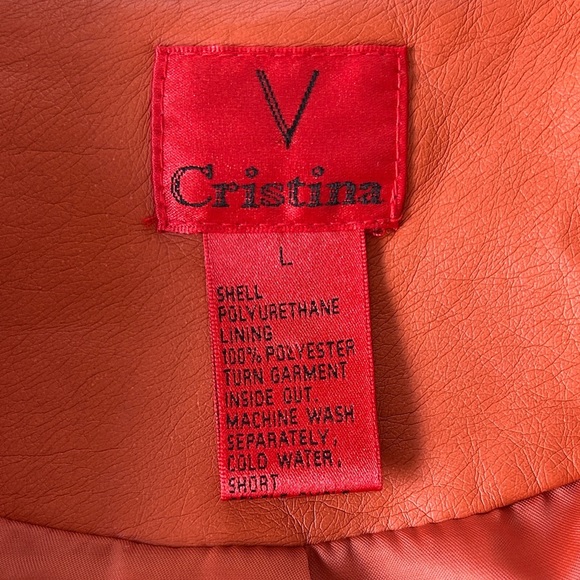 V
Cristina
L
SHELL
POLYURETHANE
LINING
100% POLYESTER
TURN GARMENT
INSIDE OUT
MACHINE WASH
SEPARATELY,
COLD WATER,
SHORT